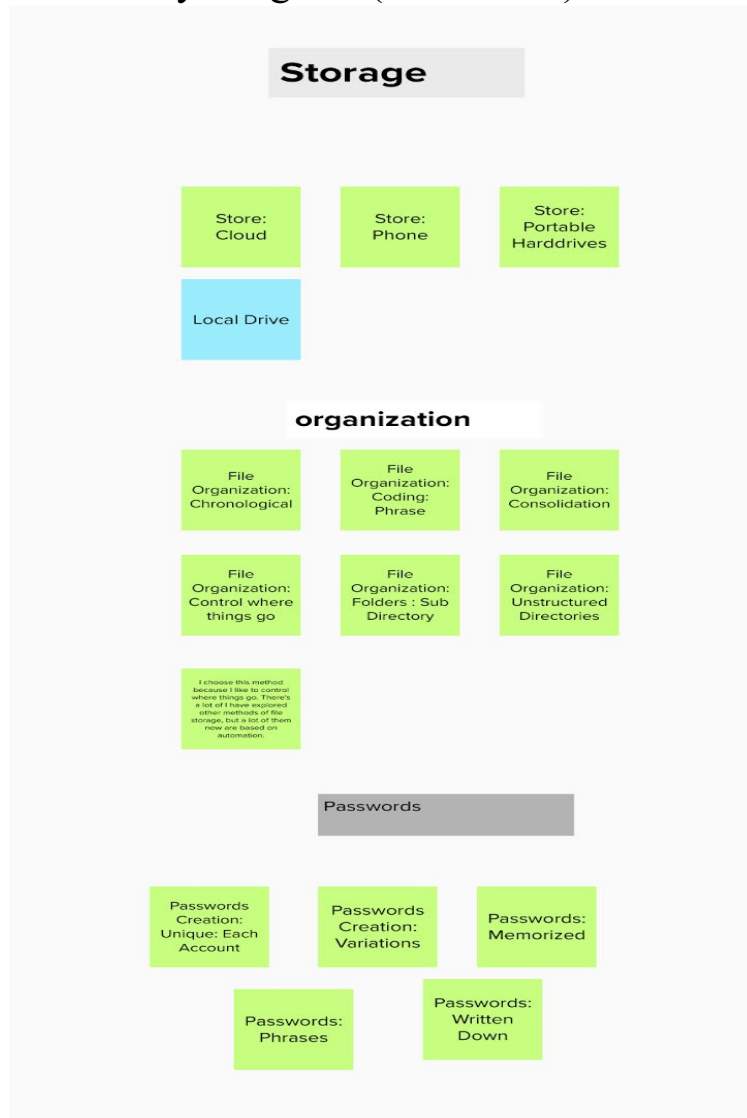 Storage
Store:
Cloud
Store:
Phone
Store:
Portable
Harddrives
Local Drive
organization
File
Organization:
Chronological
File
Organization:
Coding:
Phrase
File
Organization:
Consolidation
File
Organization:
Control where
things go
File
Organization:
Folders : Sub
Directory
File
Organization:
Unstructured
Directories
I choose this method
because I like to control
where things go. There's
a lot of I have explored
other methods of file
storage, but a lot of them
now are based on
automation.
Passwords
Passwords
Creation:
Unique: Each
Account
Passwords
Creation:
Variations
Passwords:
Memorized
Passwords:
Phrases
Passwords:
Written
Down